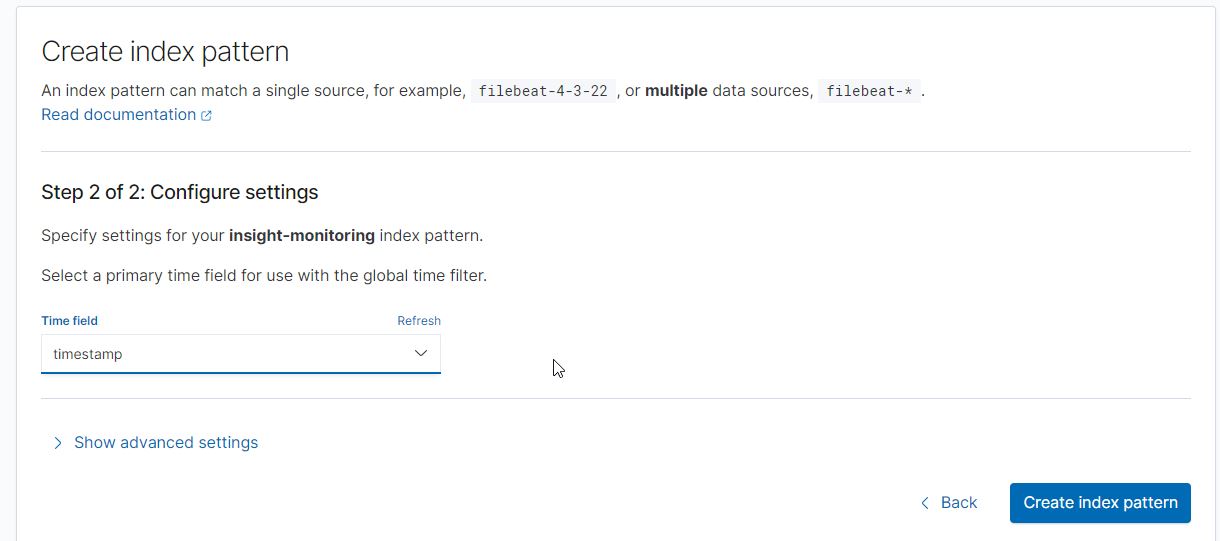 Create index pattern
An index pattern can match a single source, for example, filebeat-4-3-22 , or multiple data sources, filebeat-* .
Read documentation
Step 2 of 2: Configure settings
Specify settings for your insight-monitoring index pattern.
Select a primary time field for use with the global time filter.
Time field Refresh
timestamp
Show advanced settings
Back Create index pattern